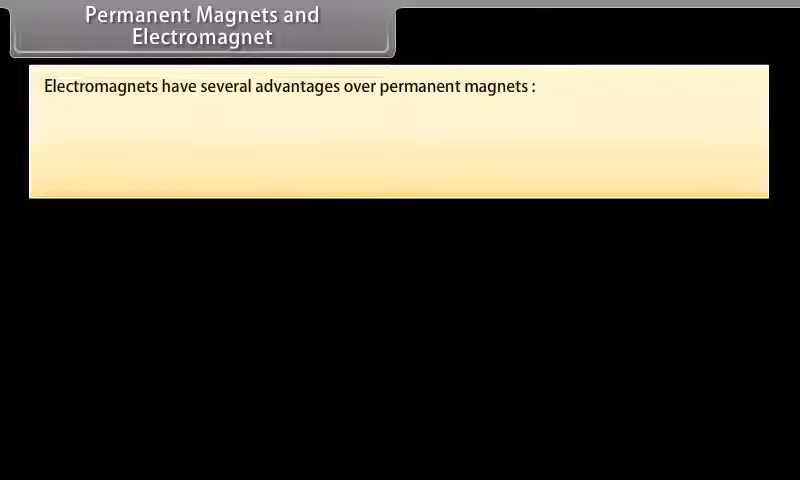 Permanent Magnets and
Electromagnet
Electromagnets have several advantages over permanent magnets :